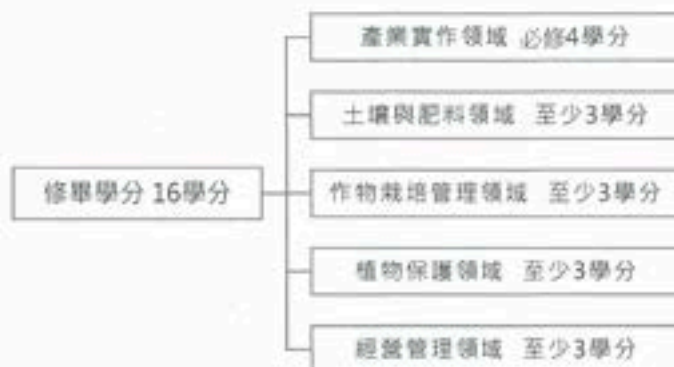 產業實作領域 必修4學分
土壤與肥料領域 至少3學分
修畢學分 16學分
作物栽培管理領域 至少3學分
植物保護領域 至少3學分
經營管理領域 至少3學分